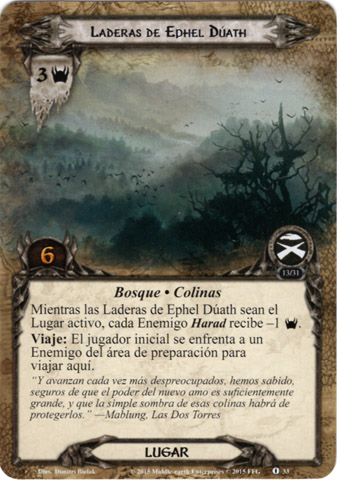 LADERAS DE EPHEL DÚATH
3
6
13/31
Bosque • Colinas
Mientras las Laderas de Ephel Dúath sean el
Lugar activo, cada Enemigo Harad recibe –1 .
Viaje: El jugador inicial se enfrenta a un
Enemigo del área de preparación para
viajar aquí.
“Y avanzan cada vez más despreocupados, hemos sabido,
seguros de que el poder del nuevo amo es suficientemente
grande, y que la simple sombra de esas colinas habrá de
protegerlos.” —Mablung, Las Dos Torres
LUGAR
Ilus. Dimitri Bielak
© 2015 Middle-earth Enterprises © 2015 FFG
33